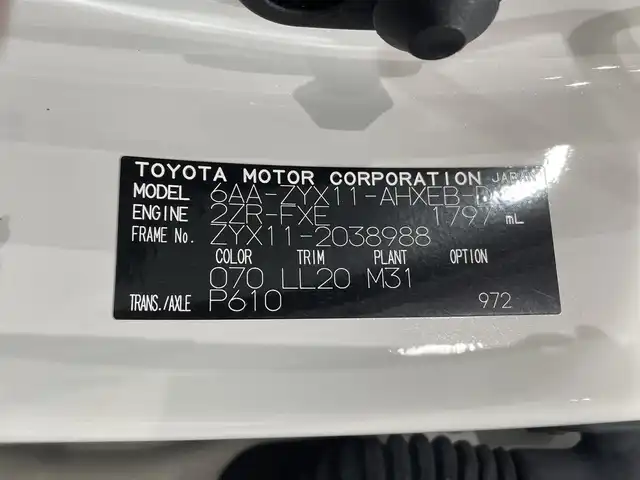 TOYOTA MOTOR CORPORATION JAPAN
MODEL 6AA-ZYX11-AHXEB-
ENGINE 2ZR-FXE 1797 mL
FRAME No. ZYX11-2038988
COLOR TRIM PLANT OPTION
070 LL20 M31
TRANS./AXLE P610 972